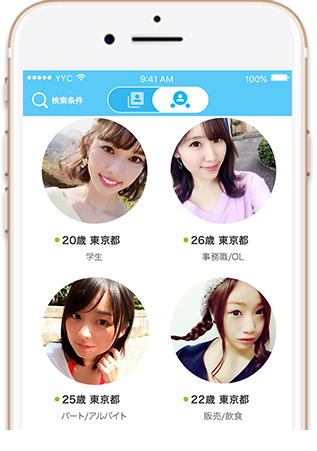 YYC 9:41 AM 100%
検索条件
20歳 東京都 26歳 東京都
学生 事務職/OL
25歳 東京都 22歳 東京都
パート/アルバイト 販売/飲食